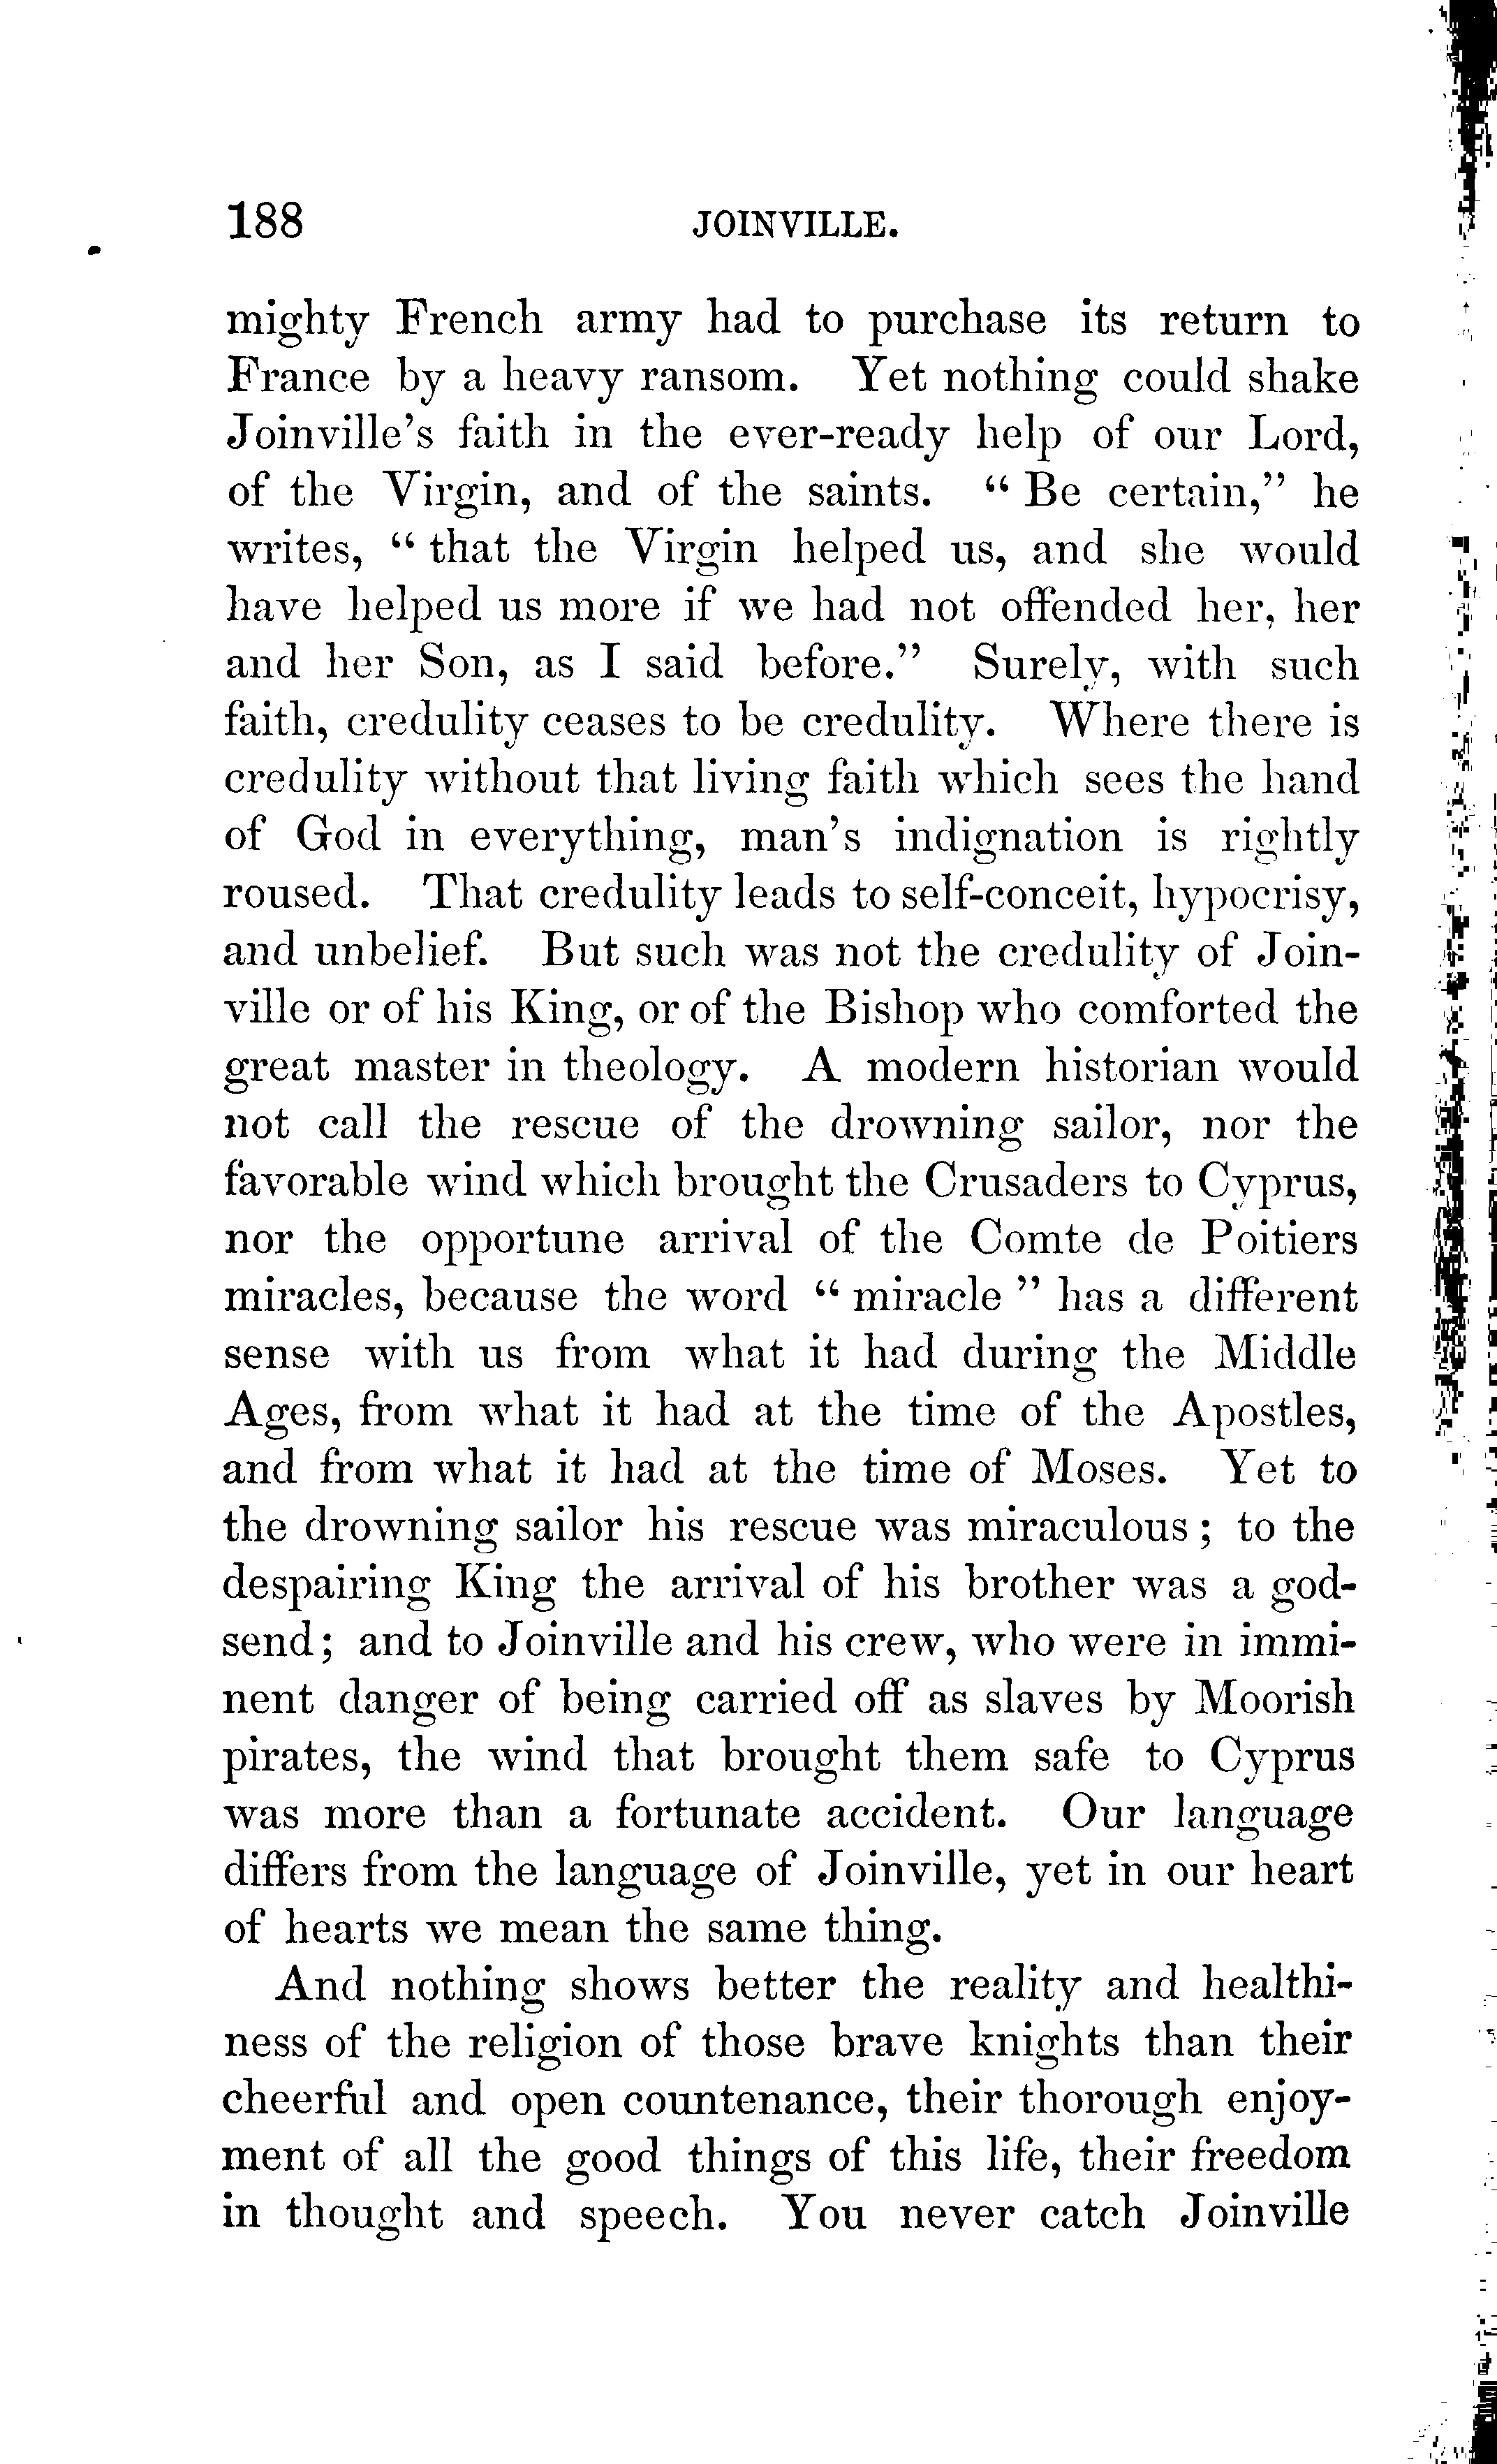 188 JOINVILLE.
mighty French army had to purchase its return to
France by a heavy ransom. Yet nothing could shake
Joinville's faith in the ever-ready help of our Lord,
of the Virgin, and of the saints. “ Be certain,” he
writes, “ that the Virgin helped us, and she would
have helped us more if we had not offended her, her
and her Son, as I said before.” Surely, with such
faith, credulity ceases to be credulity. Where there is
credulity without that living faith which sees the hand
of God in everything, man's indignation is rightly
roused. That credulity leads to self-conceit, hypocrisy,
and unbelief. But such was not the credulity of Join-
ville or of his King, or of the Bishop who comforted the
great master in theology. A modern historian would
not call the rescue of the drowning sailor, nor the
favorable wind which brought the Crusaders to Cyprus,
nor the opportune arrival of the Comte de Poitiers
miracles, because the word “ miracle ” has a different
sense with us from what it had during the Middle
Ages, from what it had at the time of the Apostles,
and from what it had at the time of Moses. Yet to
the drowning sailor his rescue was miraculous ; to the
despairing King the arrival of his brother was a god-
send; and to Joinville and his crew, who were in immi-
nent danger of being carried off as slaves by Moorish
pirates, the wind that brought them safe to Cyprus
was more than a fortunate accident. Our language
differs from the language of Joinville, yet in our heart
of hearts we mean the same thing.
And nothing shows better the reality and healthi-
ness of the religion of those brave knights than their
cheerful and open countenance, their thorough enjoy-
ment of all the good things of this life, their freedom
in thought and speech. You never catch Joinville